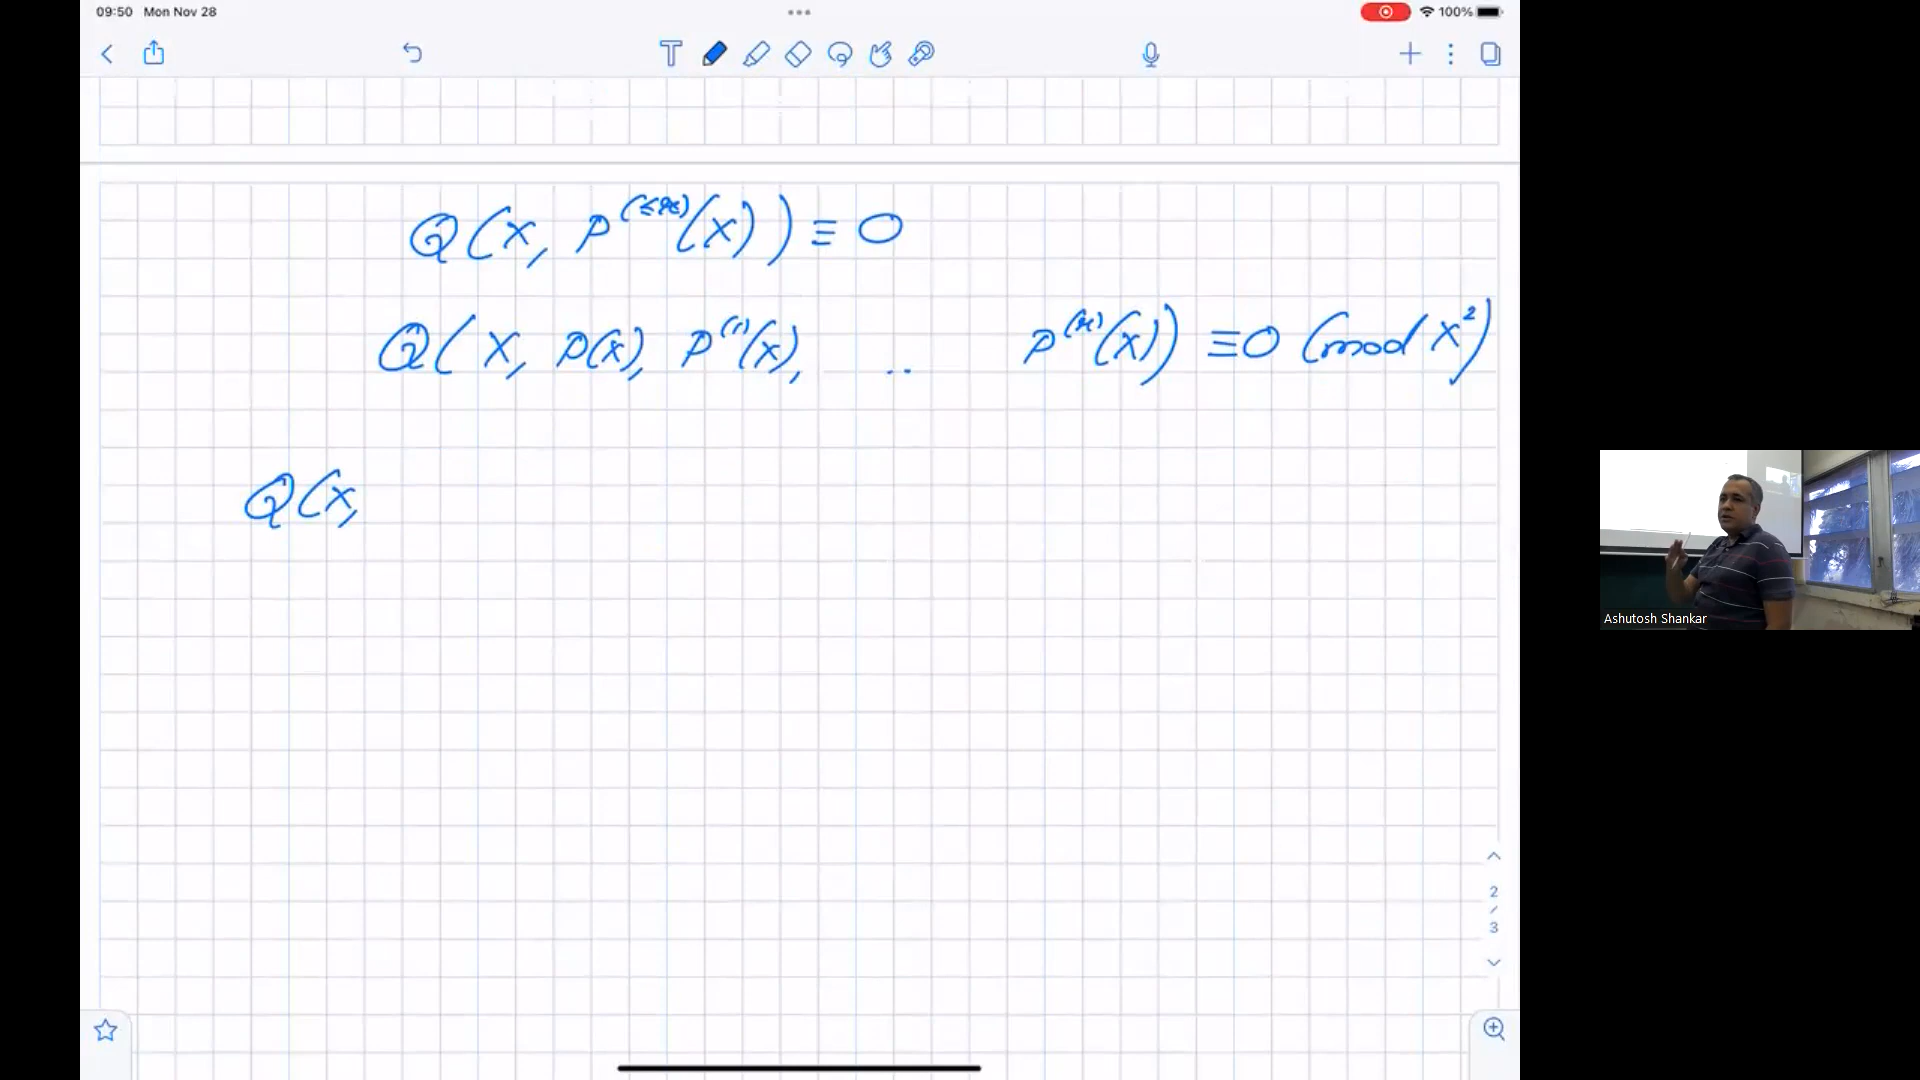 09:50 Mon Nov 28
100%
Q(X, P^(≤r)(X)) ≡ 0
Q(X, P(X), P^(1)(X), .. P^(r)(X)) ≡ 0 (mod X^2)
Q(X,
2
/
3
Ashutosh Shankar